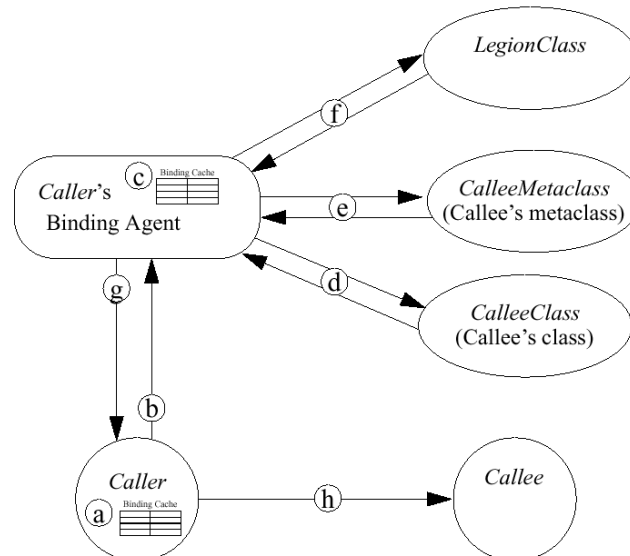 LegionClass
f
c
Binding Cache
Caller's
Binding Agent
e
CalleeMetaclass
(Callee's metaclass)
d
CalleeClass
(Callee's class)
g
b
Caller
a
Binding Cache
h
Callee